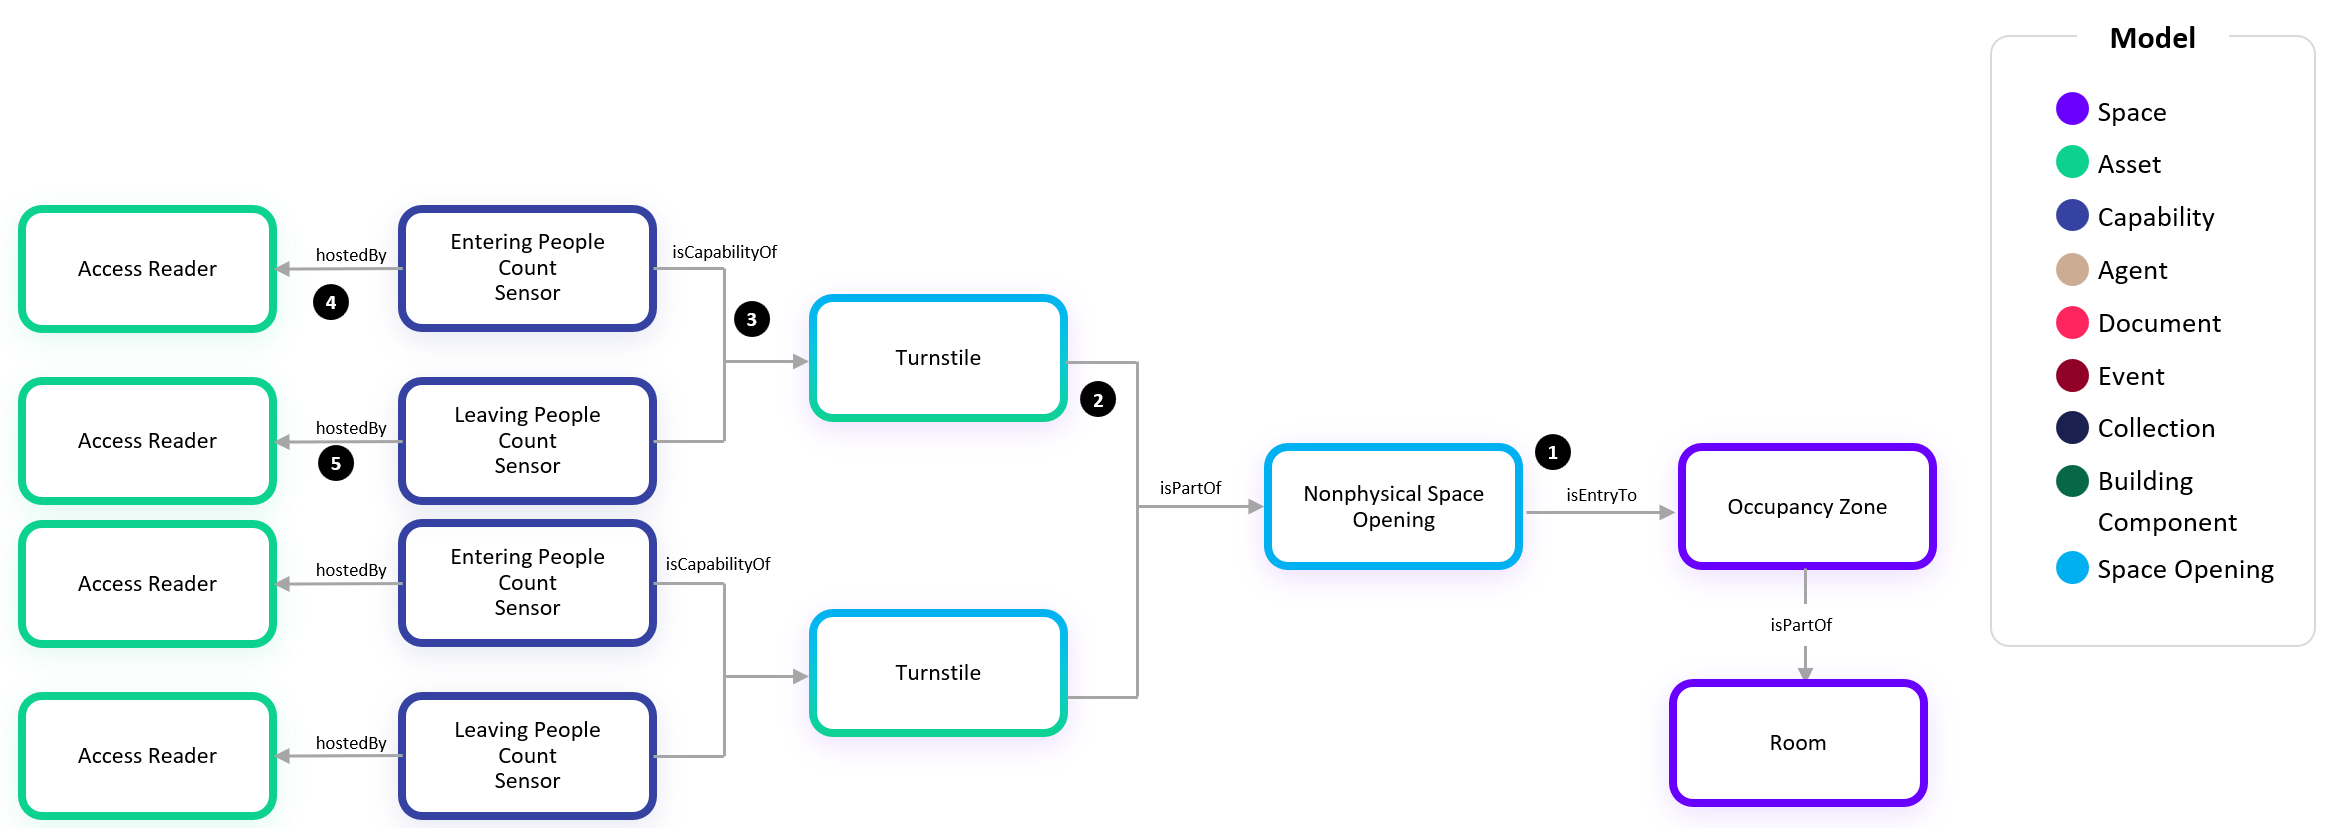 Model
Space
Asset
Capability
Agent
Document
Event
Collection
Building
Component
Space Opening
Access Reader
hostedBy
4
Entering People
Count
Sensor
isCapabilityOf
3
Turnstile
2
Access Reader
hostedBy
5
Leaving People
Count
Sensor
isPartOf
Nonphysical Space
Opening
1
isEntryTo
Occupancy Zone
Access Reader
hostedBy
Entering People
Count
Sensor
isCapabilityOf
Turnstile
isPartOf
Room
Access Reader
hostedBy
Leaving People
Count
Sensor